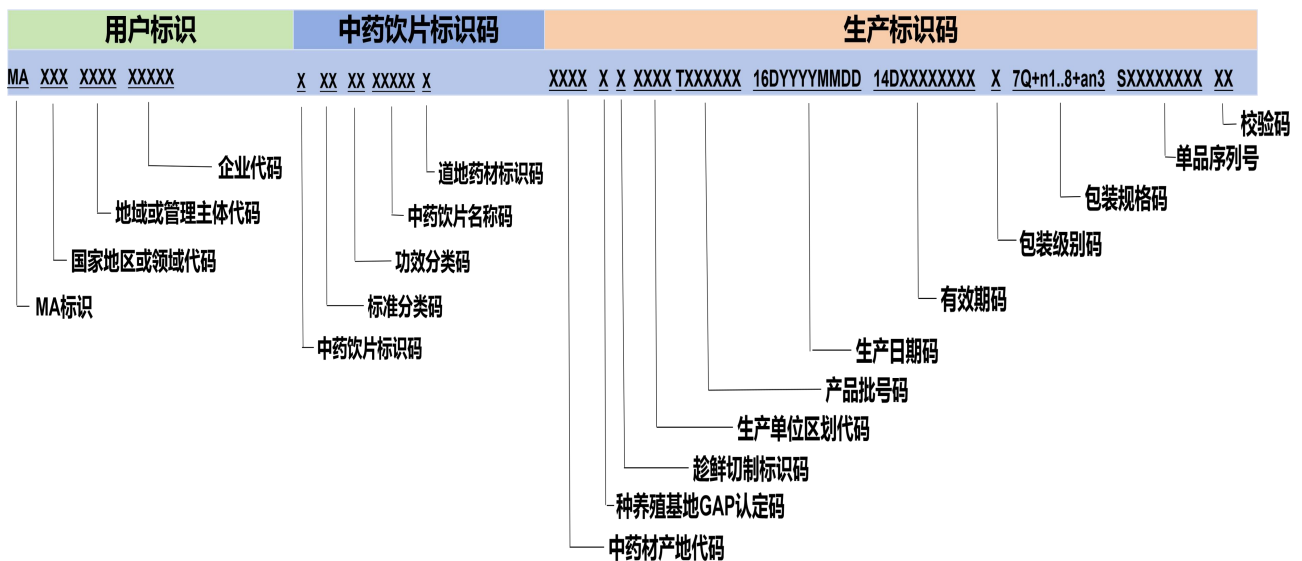 用户标识 中药饮片标识码 生产标识码
MA XXX XXXX XXXXX X XX XX XXXXX X XXXX X X XXXX TXXXXXX 16DYYYYMMDD 14DXXXXXXXX X 7Q+n1..8+an3 SXXXXXXXX XX
校验码
单品序列号
企业代码
道地药材标识码
包装规格码
地域或管理主体代码
中药饮片名称码
包装级别码
国家地区或领域代码
功效分类码
有效期码
MA标识
标准分类码
中药饮片标识码
生产日期码
产品批号码
生产单位区划代码
趁鲜切制标识码
种养殖基地GAP认定码
中药材产地代码